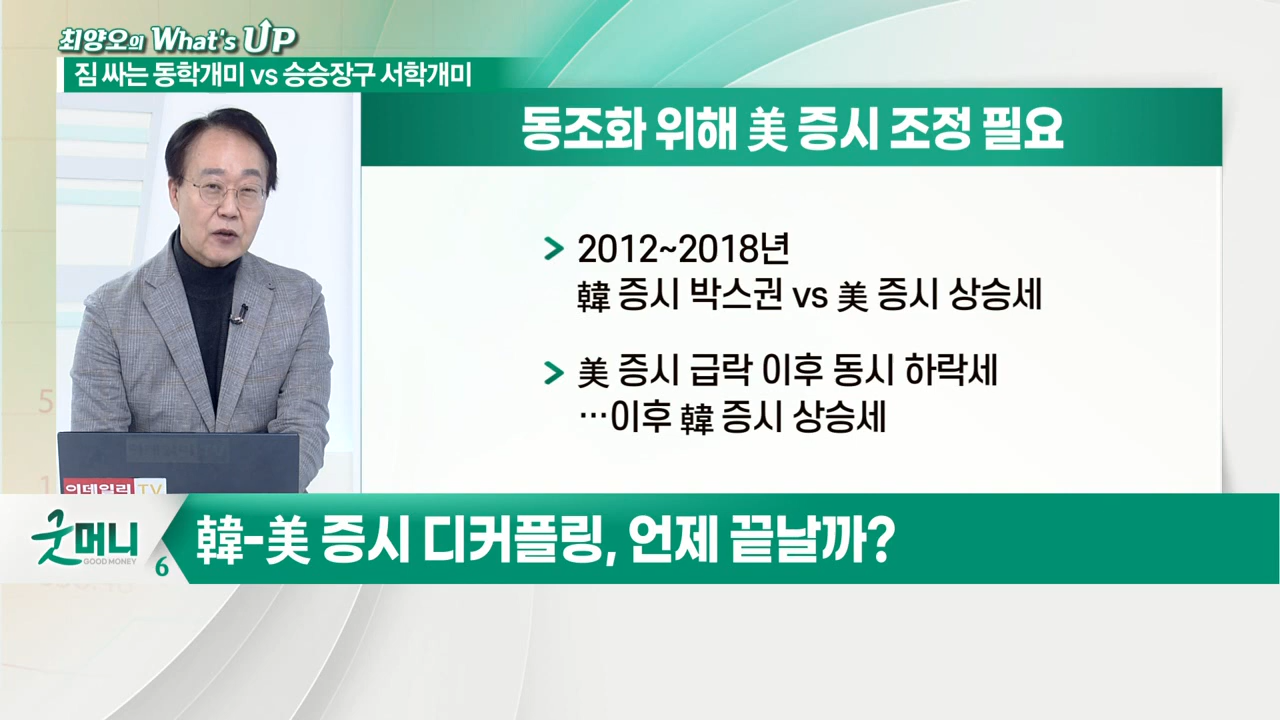 최양오의 What's UP
짐 싸는 동학개미 vs 승승장구 서학개미
동조화 위해 美 증시 조정 필요
> 2012~2018년
韓 증시 박스권 vs 美 증시 상승세
> 美 증시 급락 이후 동시 하락세
…이후 韓 증시 상승세
5
1
이데일리 TV
굿머니
GOOD MONEY
6
韓-美 증시 디커플링, 언제 끝날까?